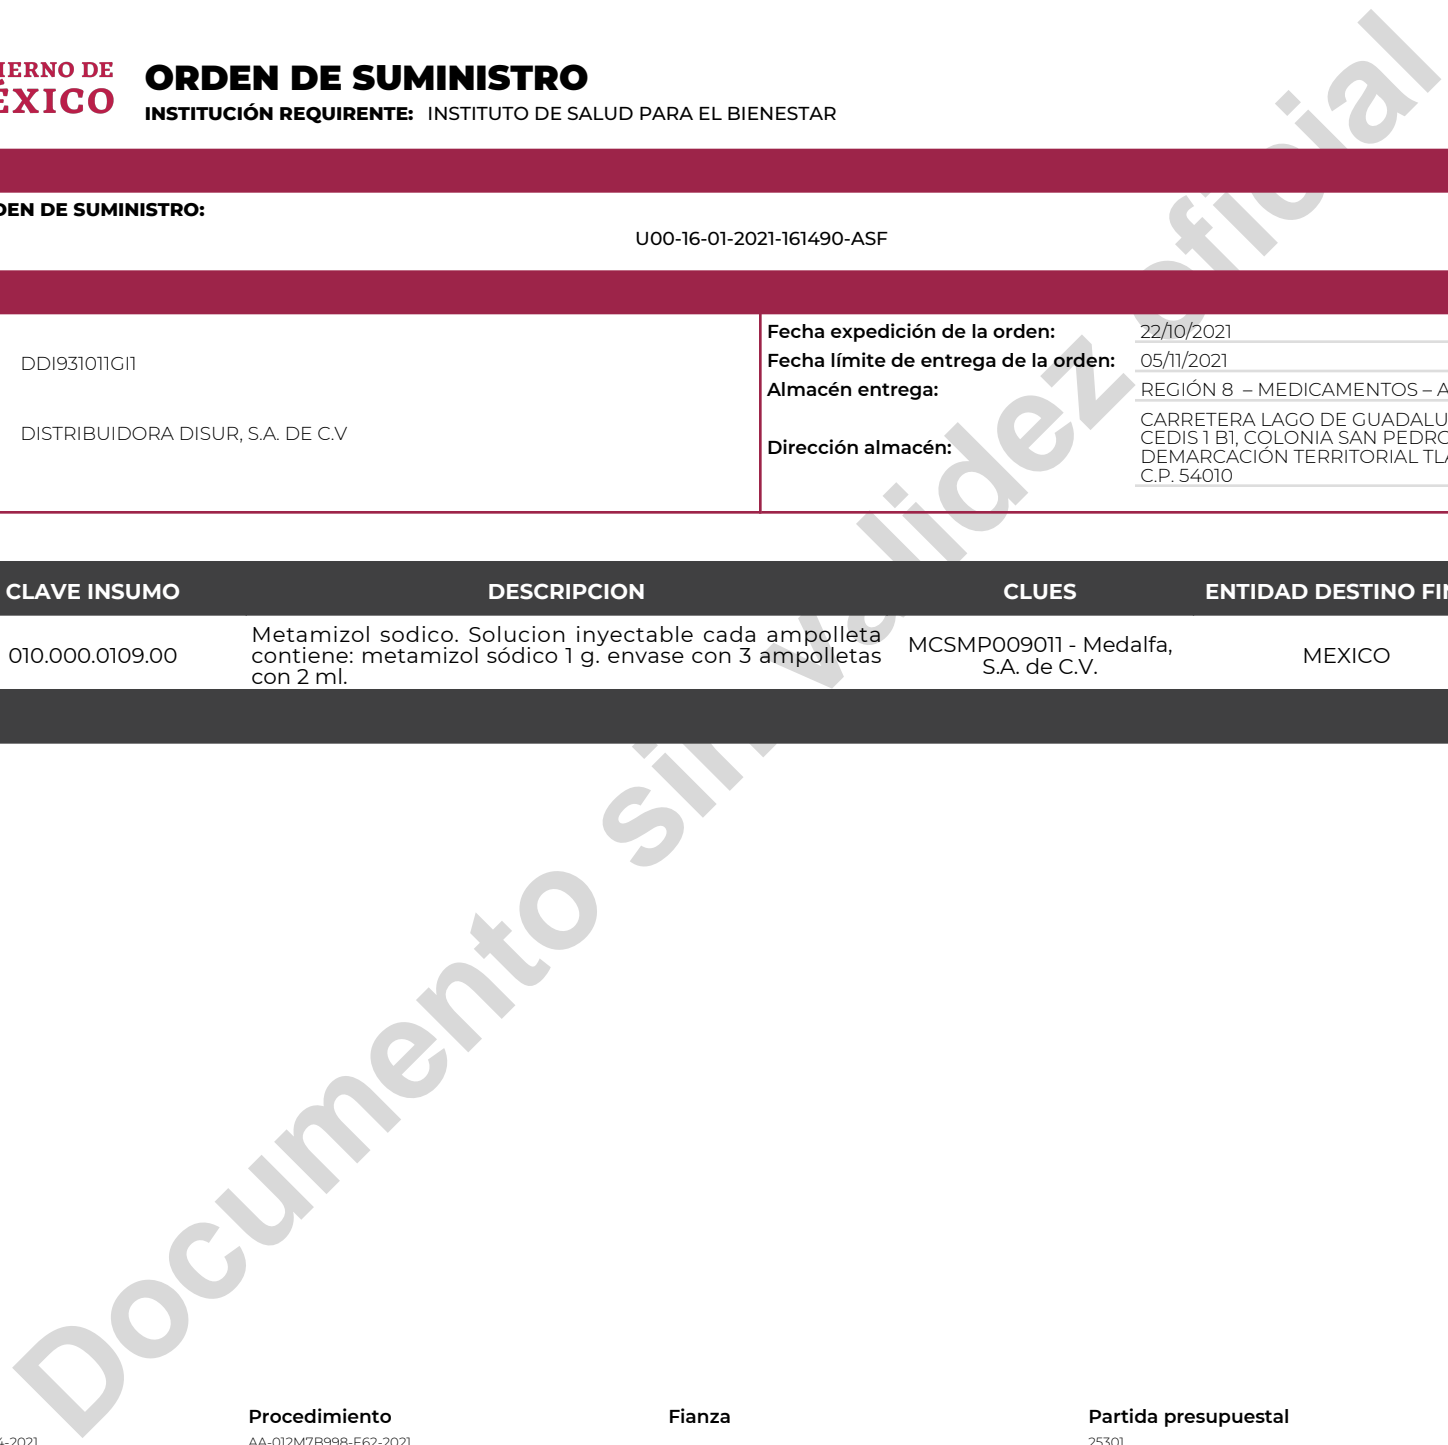 IERNO DE
ÉXICO
ORDEN DE SUMINISTRO
INSTITUCIÓN REQUIRENTE: INSTITUTO DE SALUD PARA EL BIENESTAR
DEN DE SUMINISTRO:
U00-16-01-2021-161490-ASF
DDI931011GI1
DISTRIBUIDORA DISUR, S.A. DE C.V
Fecha expedición de la orden: 22/10/2021
Fecha límite de entrega de la orden: 05/11/2021
Almacén entrega: REGIÓN 8 – MEDICAMENTOS – A
Dirección almacén:
CARRETERA LAGO DE GUADALU
CEDIS 1 B1, COLONIA SAN PEDRO
DEMARCACIÓN TERRITORIAL TLA
C.P. 54010
CLAVE INSUMO DESCRIPCION CLUES ENTIDAD DESTINO FIN
010.000.0109.00
Metamizol sodico. Solucion inyectable cada ampolleta
contiene: metamizol sódico 1 g. envase con 3 ampolletas
con 2 ml.
MCSMP009011 - Medalfa,
S.A. de C.V.
MEXICO
Documento sin validez oficial
Procedimiento Fianza Partida presupuestal
4-2021 AA-012M7B998-E62-2021 25301